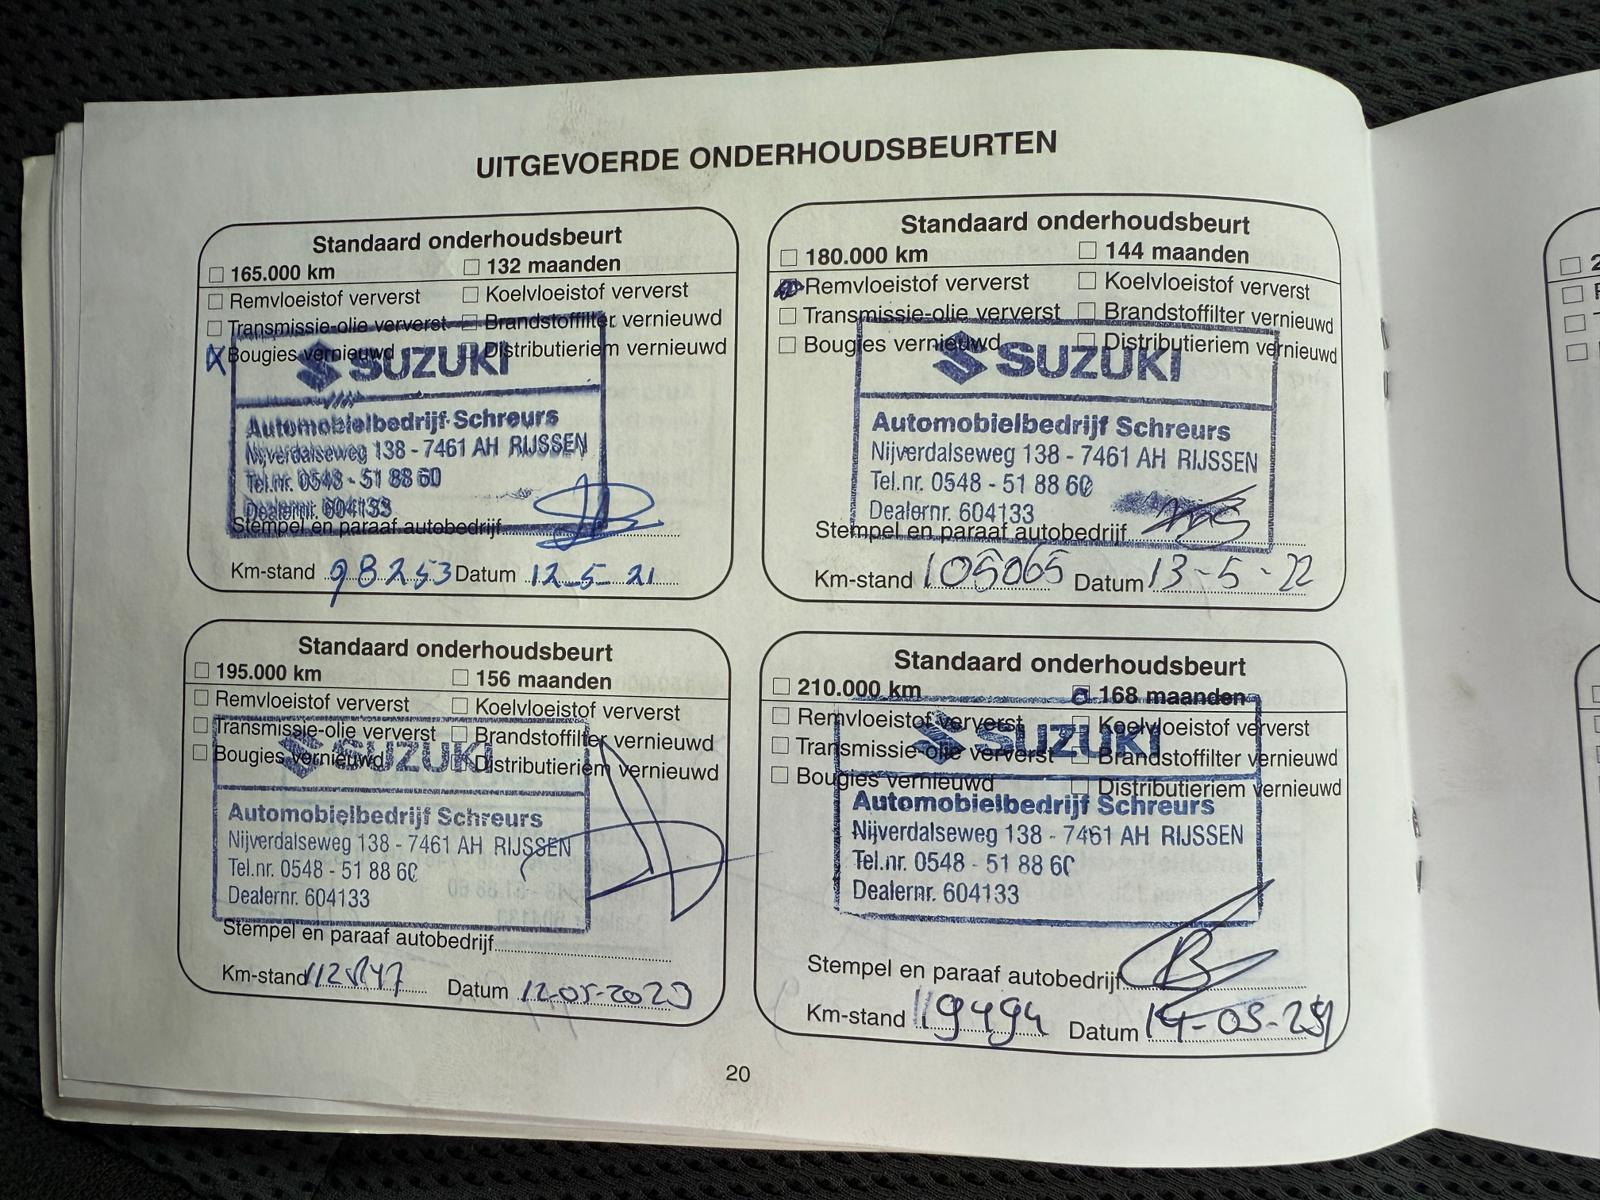 UITGEVOERDE ONDERHOUDSBEURTEN
Standaard onderhoudsbeurt
165.000 km 132 maanden
Remvloeistof ververst Koelvloeistof ververst
Transmissie-olie ververst Brandstoffilter vernieuwd
X Bougies vernieuwd Distributieriem vernieuwd
SUZUKI
Automobielbedrijf Schreurs
Nijverdalseweg 138 - 7461 AH RIJSSEN
Tel.nr. 0548 - 51 88 60
Dealernr. 604133
Stempel en paraaf autobedrijf
Km-stand 98253 Datum 12-5-21
Standaard onderhoudsbeurt
180.000 km 144 maanden
Remvloeistof ververst Koelvloeistof ververst
Transmissie-olie ververst Brandstoffilter vernieuwd
Bougies vernieuwd Distributieriem vernieuwd
SUZUKI
Automobielbedrijf Schreurs
Nijverdalseweg 138 - 7461 AH RIJSSEN
Tel.nr. 0548 - 51 88 60
Dealernr. 604133
Stempel en paraaf autobedrijf
Km-stand 105065 Datum 13-5-22
Standaard onderhoudsbeurt
195.000 km 156 maanden
Remvloeistof ververst Koelvloeistof ververst
Transmissie-olie ververst Brandstoffilter vernieuwd
Bougies vernieuwd Distributieriem vernieuwd
SUZUKI
Automobielbedrijf Schreurs
Nijverdalseweg 138 - 7461 AH RIJSSEN
Tel.nr. 0548 - 51 88 60
Dealernr. 604133
Stempel en paraaf autobedrijf
Km-stand Datum
Standaard onderhoudsbeurt
210.000 km 168 maanden
Remvloeistof ververst Koelvloeistof ververst
Transmissie-olie ververst Brandstoffilter vernieuwd
Bougies vernieuwd Distributieriem vernieuwd
SUZUKI
Automobielbedrijf Schreurs
Nijverdalseweg 138 - 7461 AH RIJSSEN
Tel.nr. 0548 - 51 88 60
Dealernr. 604133
Stempel en paraaf autobedrijf
Km-stand 119494 Datum
20